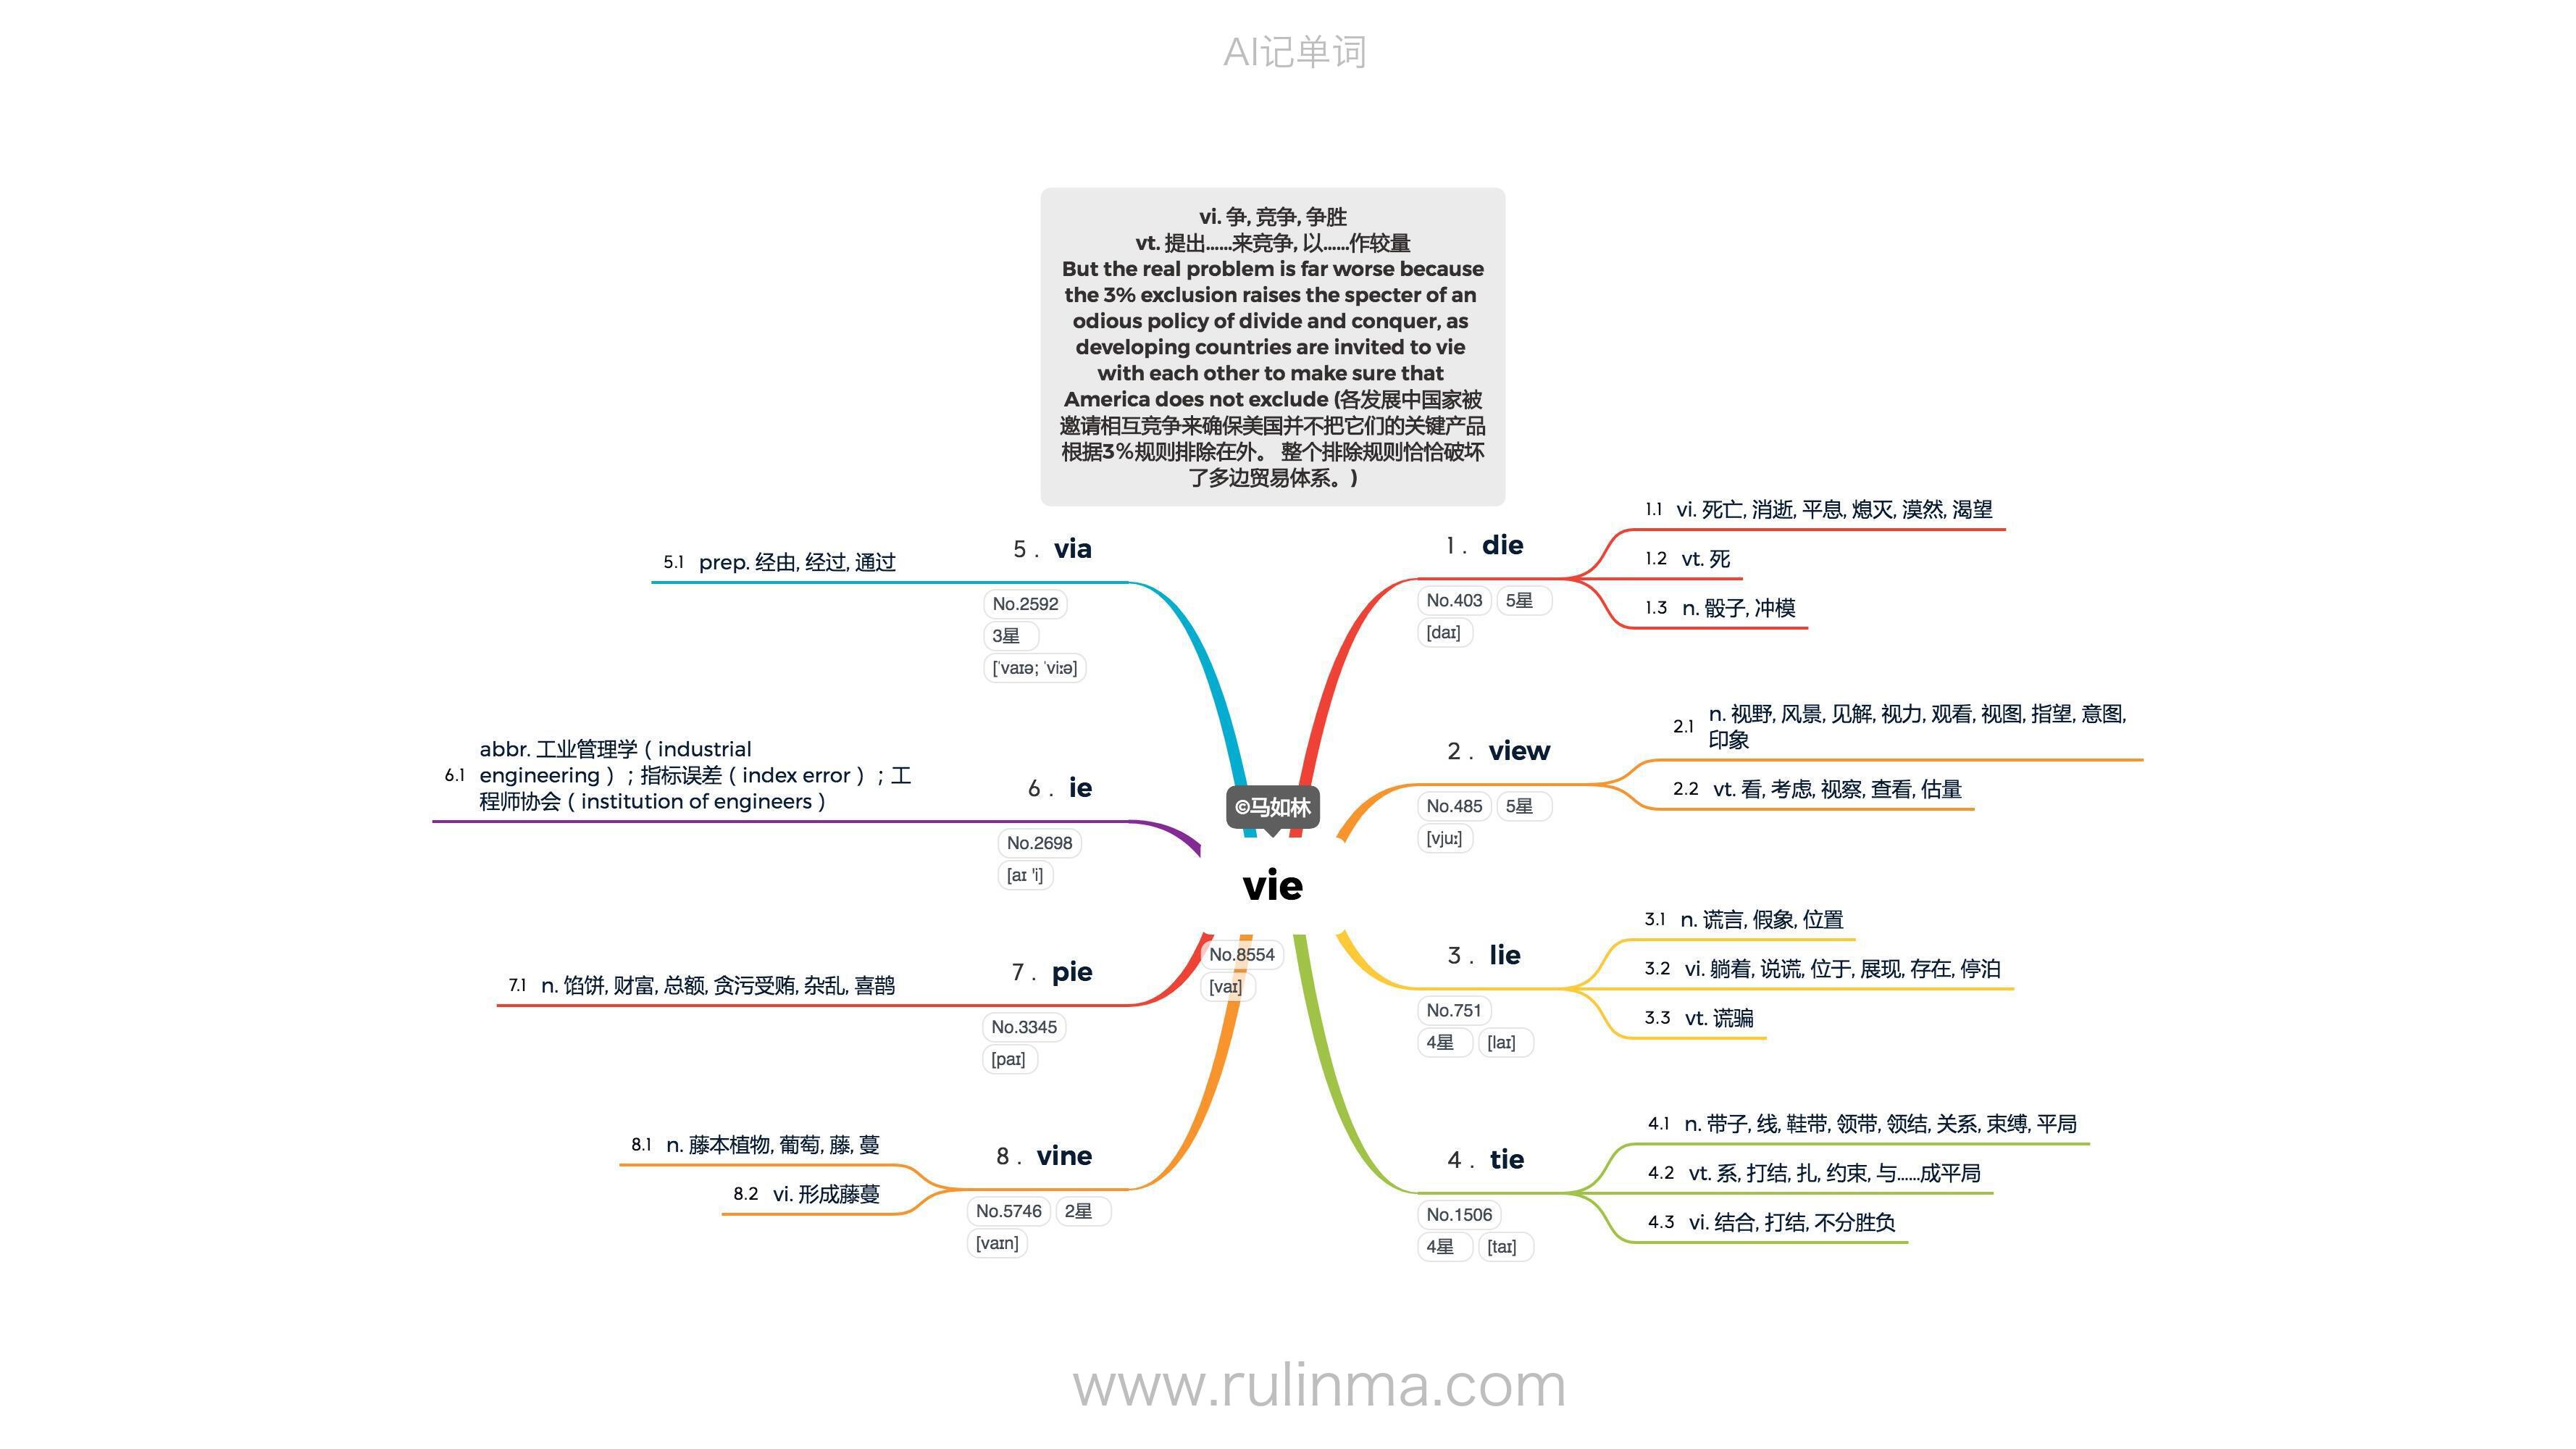 AI记单词
vi. 争, 竞争, 争胜
vt. 提出……来竞争, 以……作较量
But the real problem is far worse because
the 3% exclusion raises the specter of an
odious policy of divide and conquer, as
developing countries are invited to vie
with each other to make sure that
America does not exclude (各发展中国家被
邀请相互竞争来确保美国并不把它们的关键产品
根据3％规则排除在外。 整个排除规则恰恰破坏
了多边贸易体系。)
©马如林
vie
No.8554
[vaɪ]
1. die
No.403 5星
[daɪ]
1.1 vi. 死亡, 消逝, 平息, 熄灭, 漠然, 渴望
1.2 vt. 死
1.3 n. 骰子, 冲模
2. view
No.485 5星
[vjuː]
2.1 n. 视野, 风景, 见解, 视力, 观看, 视图, 指望, 意图,
印象
2.2 vt. 看, 考虑, 视察, 查看, 估量
3. lie
No.751
4星 [laɪ]
3.1 n. 谎言, 假象, 位置
3.2 vi. 躺着, 说谎, 位于, 展现, 存在, 停泊
3.3 vt. 谎骗
4. tie
No.1506
4星 [taɪ]
4.1 n. 带子, 线, 鞋带, 领带, 领结, 关系, 束缚, 平局
4.2 vt. 系, 打结, 扎, 约束, 与……成平局
4.3 vi. 结合, 打结, 不分胜负
5. via
No.2592
3星
[ˈvaɪə; ˈviːə]
5.1 prep. 经由, 经过, 通过
6. ie
No.2698
[aɪ 'i]
6.1 abbr. 工业管理学（industrial
engineering）；指标误差（index error）；工
程师协会（institution of engineers）
7. pie
No.3345
[paɪ]
7.1 n. 馅饼, 财富, 总额, 贪污受贿, 杂乱, 喜鹊
8. vine
No.5746 2星
[vaɪn]
8.1 n. 藤本植物, 葡萄, 藤, 蔓
8.2 vi. 形成藤蔓
www.rulinma.com